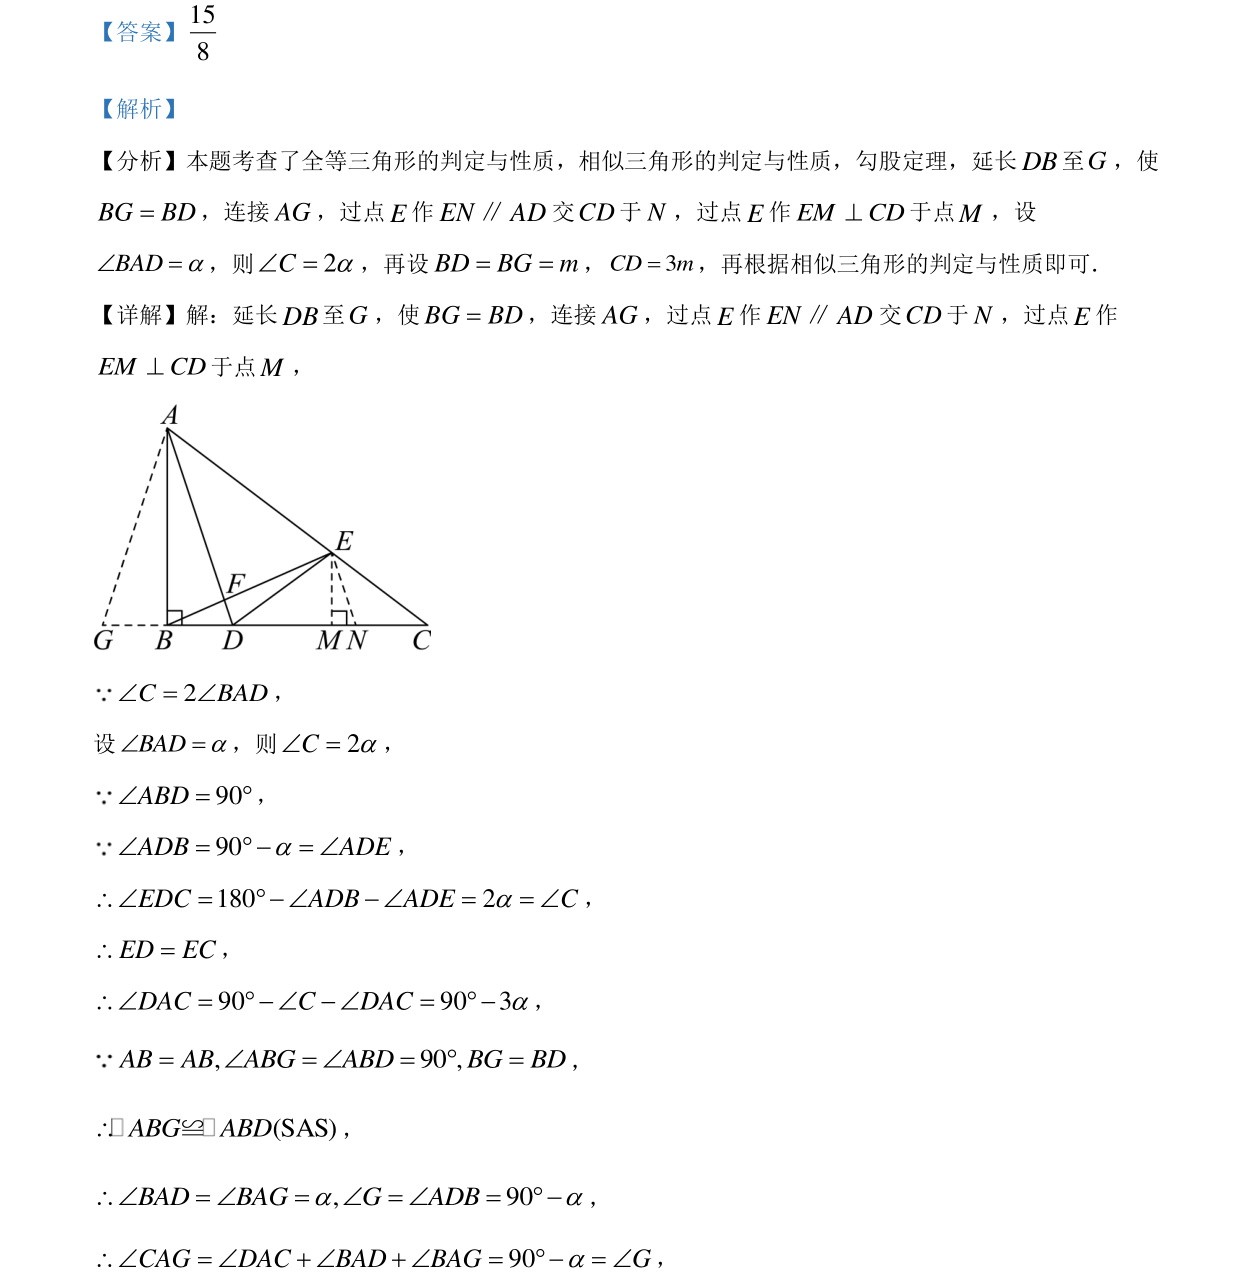 【答案】15/8
【解析】
【分析】本题考查了全等三角形的判定与性质，相似三角形的判定与性质，勾股定理，延长DB至G，使
BG = BD，连接AG，过点E作EN∥AD交CD于N，过点E作EM⊥CD于点M，设
∠BAD = α，则∠C = 2α，再设BD = BG = m，CD = 3m，再根据相似三角形的判定与性质即可.
【详解】解：延长DB至G，使BG = BD，连接AG，过点E作EN∥AD交CD于N，过点E作
EM⊥CD于点M，
A
E
F
G B D M N C
∵∠C = 2∠BAD，
设∠BAD = α，则∠C = 2α，
∵∠ABD = 90°，
∵∠ADB = 90° − α = ∠ADE，
∴∠EDC = 180° − ∠ADB − ∠ADE = 2α = ∠C，
∴ED = EC，
∴∠DAC = 90° − ∠C − ∠DAC = 90° − 3α，
∵AB = AB, ∠ABG = ∠ABD = 90°, BG = BD，
∴□ABG≌□ABD(SAS)，
∴∠BAD = ∠BAG = α, ∠G = ∠ADB = 90° − α，
∴∠CAG = ∠DAC + ∠BAD + ∠BAG = 90° − α = ∠G，